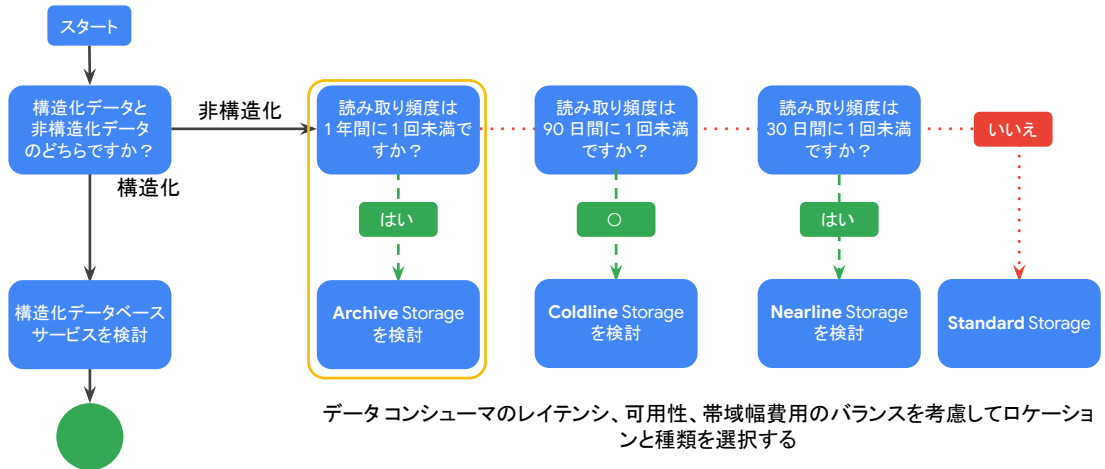 スタート
構造化データと
非構造化データ
のどちらですか？
非構造化
構造化
読み取り頻度は
1 年間に 1 回未満で
すか？
読み取り頻度は
90 日間に 1 回未満
ですか？
読み取り頻度は
30 日間に 1 回未満
ですか？
いいえ
はい
〇
はい
構造化データベース
サービスを検討
Archive Storage
を検討
Coldline Storage
を検討
Nearline Storage
を検討
Standard Storage
データ コンシューマのレイテンシ、可用性、帯域幅費用のバランスを考慮してロケーショ
ンと種類を選択する